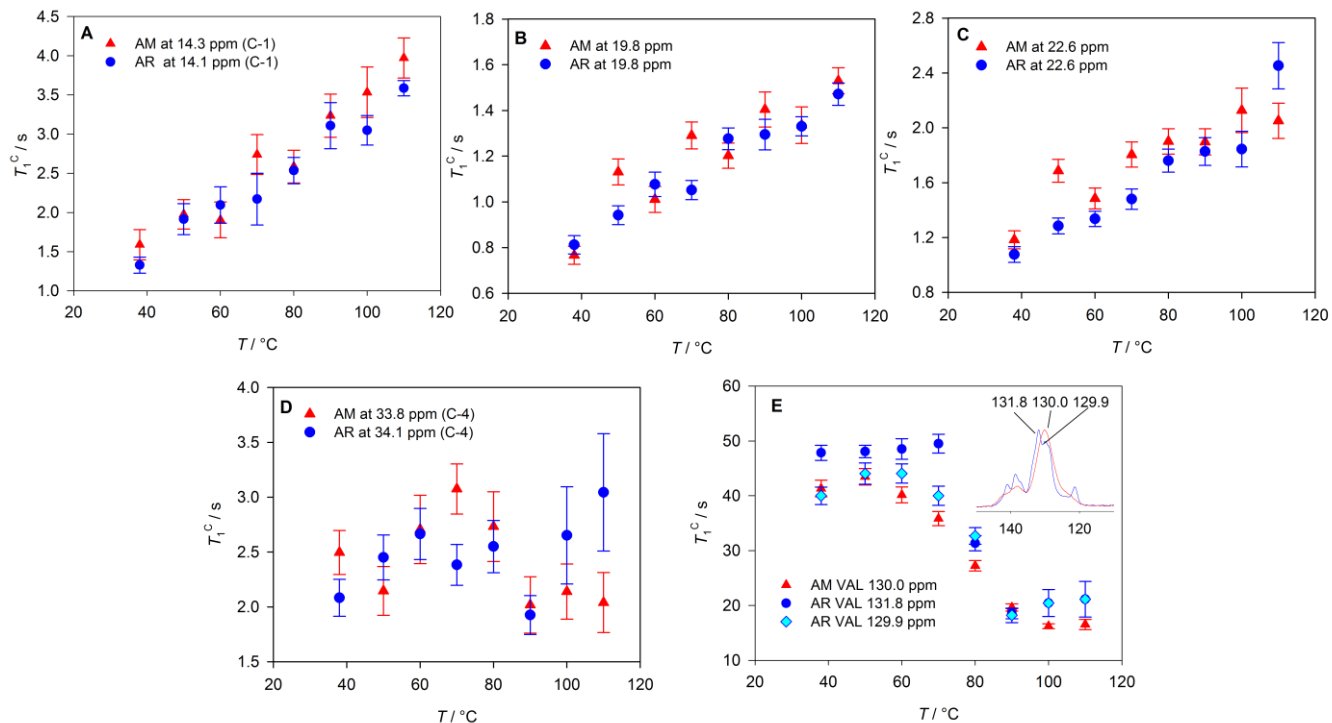 A
AM at 14.3 ppm (C-1)
AR at 14.1 ppm (C-1)
T₁ᶜ / s
4.5
4.0
3.5
3.0
2.5
2.0
1.5
1.0
20 40 60 80 100 120
T / °C
B
AM at 19.8 ppm
AR at 19.8 ppm
T₁ᶜ / s
1.8
1.6
1.4
1.2
1.0
0.8
0.6
20 40 60 80 100 120
T / °C
C
AM at 22.6 ppm
AR at 22.6 ppm
T₁ᶜ / s
2.8
2.4
2.0
1.6
1.2
0.8
20 40 60 80 100 120
T / °C
D
AM at 33.8 ppm (C-4)
AR at 34.1 ppm (C-4)
T₁ᶜ / s
4.0
3.5
3.0
2.5
2.0
1.5
20 40 60 80 100 120
T / °C
E
131.8 130.0 129.9
140 120
AM VAL 130.0 ppm
AR VAL 131.8 ppm
AR VAL 129.9 ppm
T₁ᶜ / s
60
50
40
30
20
10
20 40 60 80 100 120
T / °C